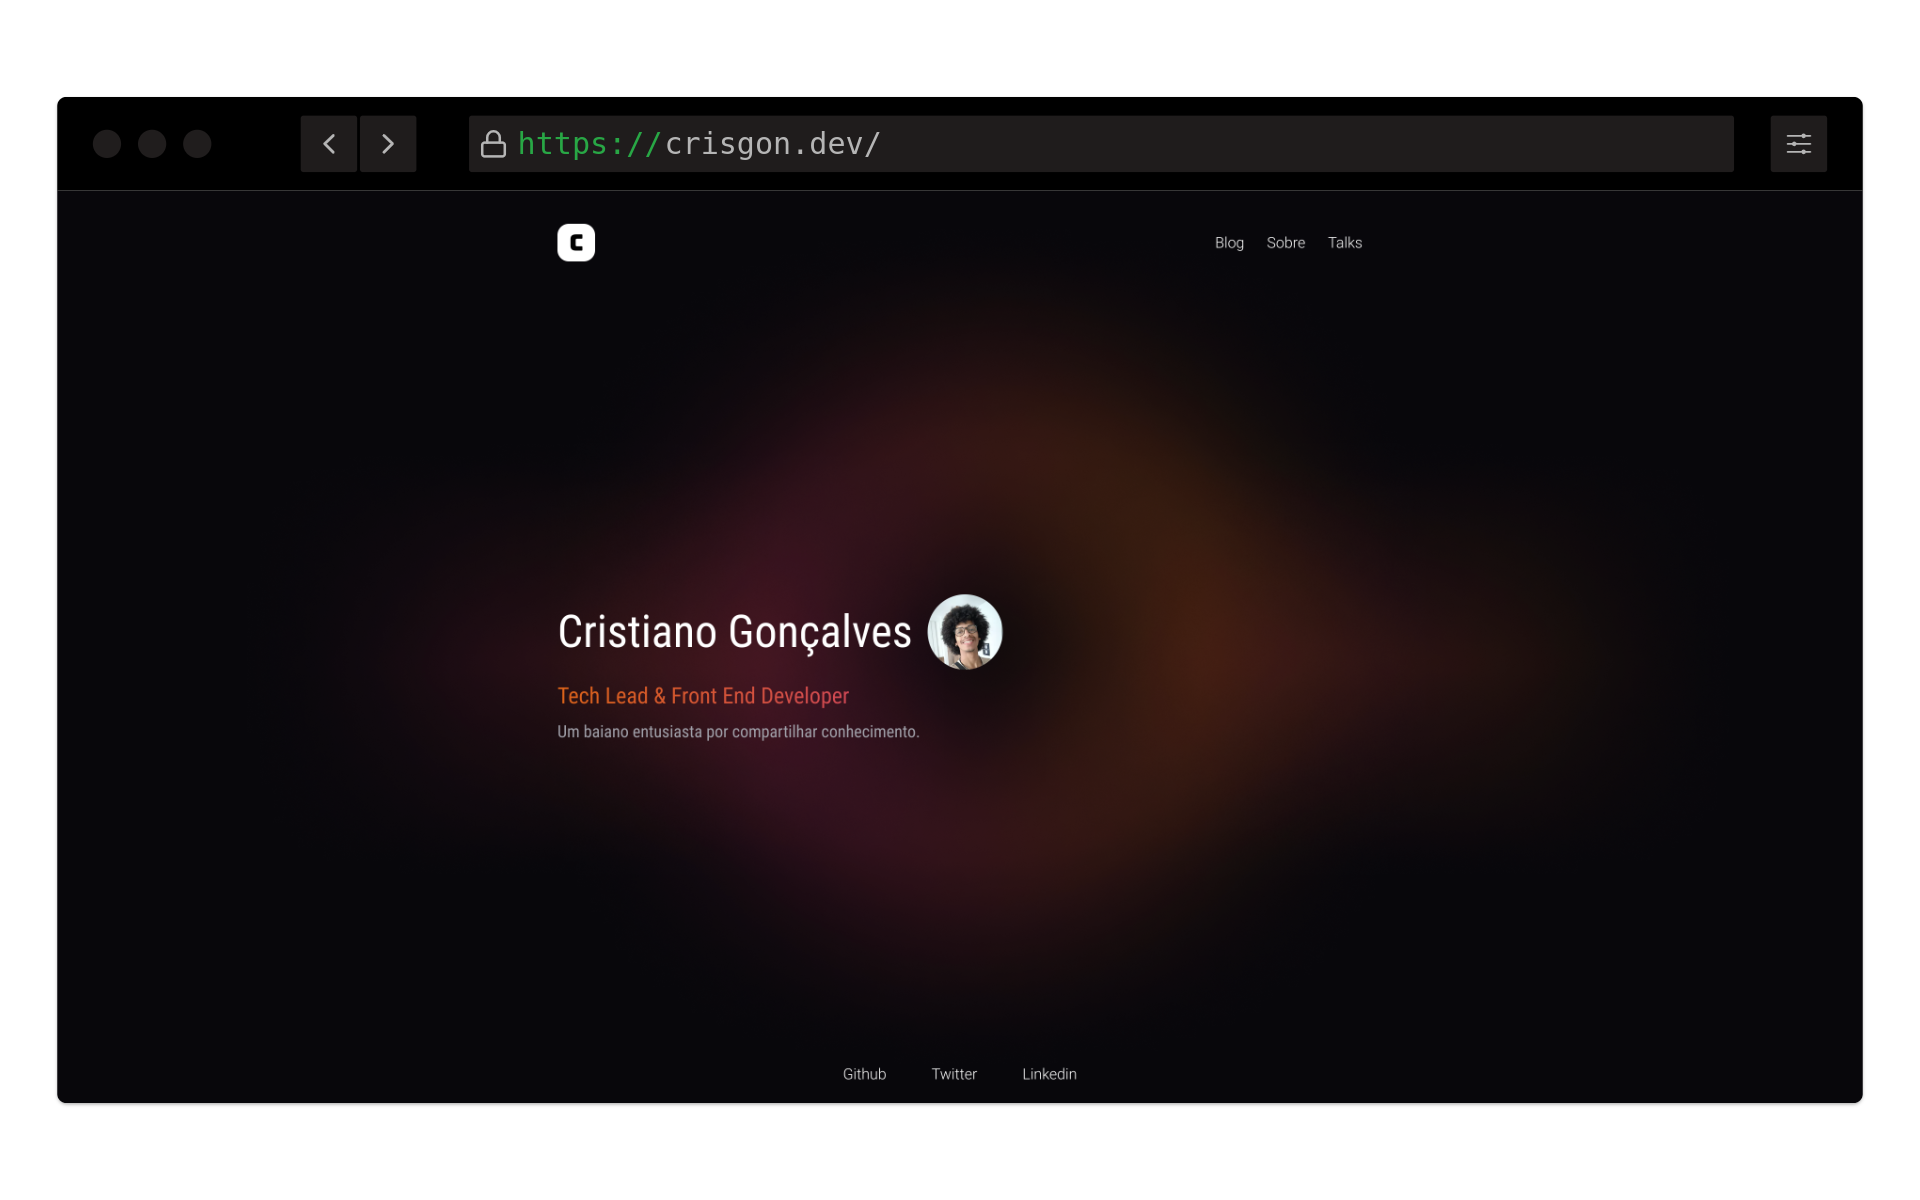 https://crisgon.dev/
C
Blog Sobre Talks
Cristiano Gonçalves
Tech Lead & Front End Developer
Um baiano entusiasta por compartilhar conhecimento.
Github Twitter Linkedin